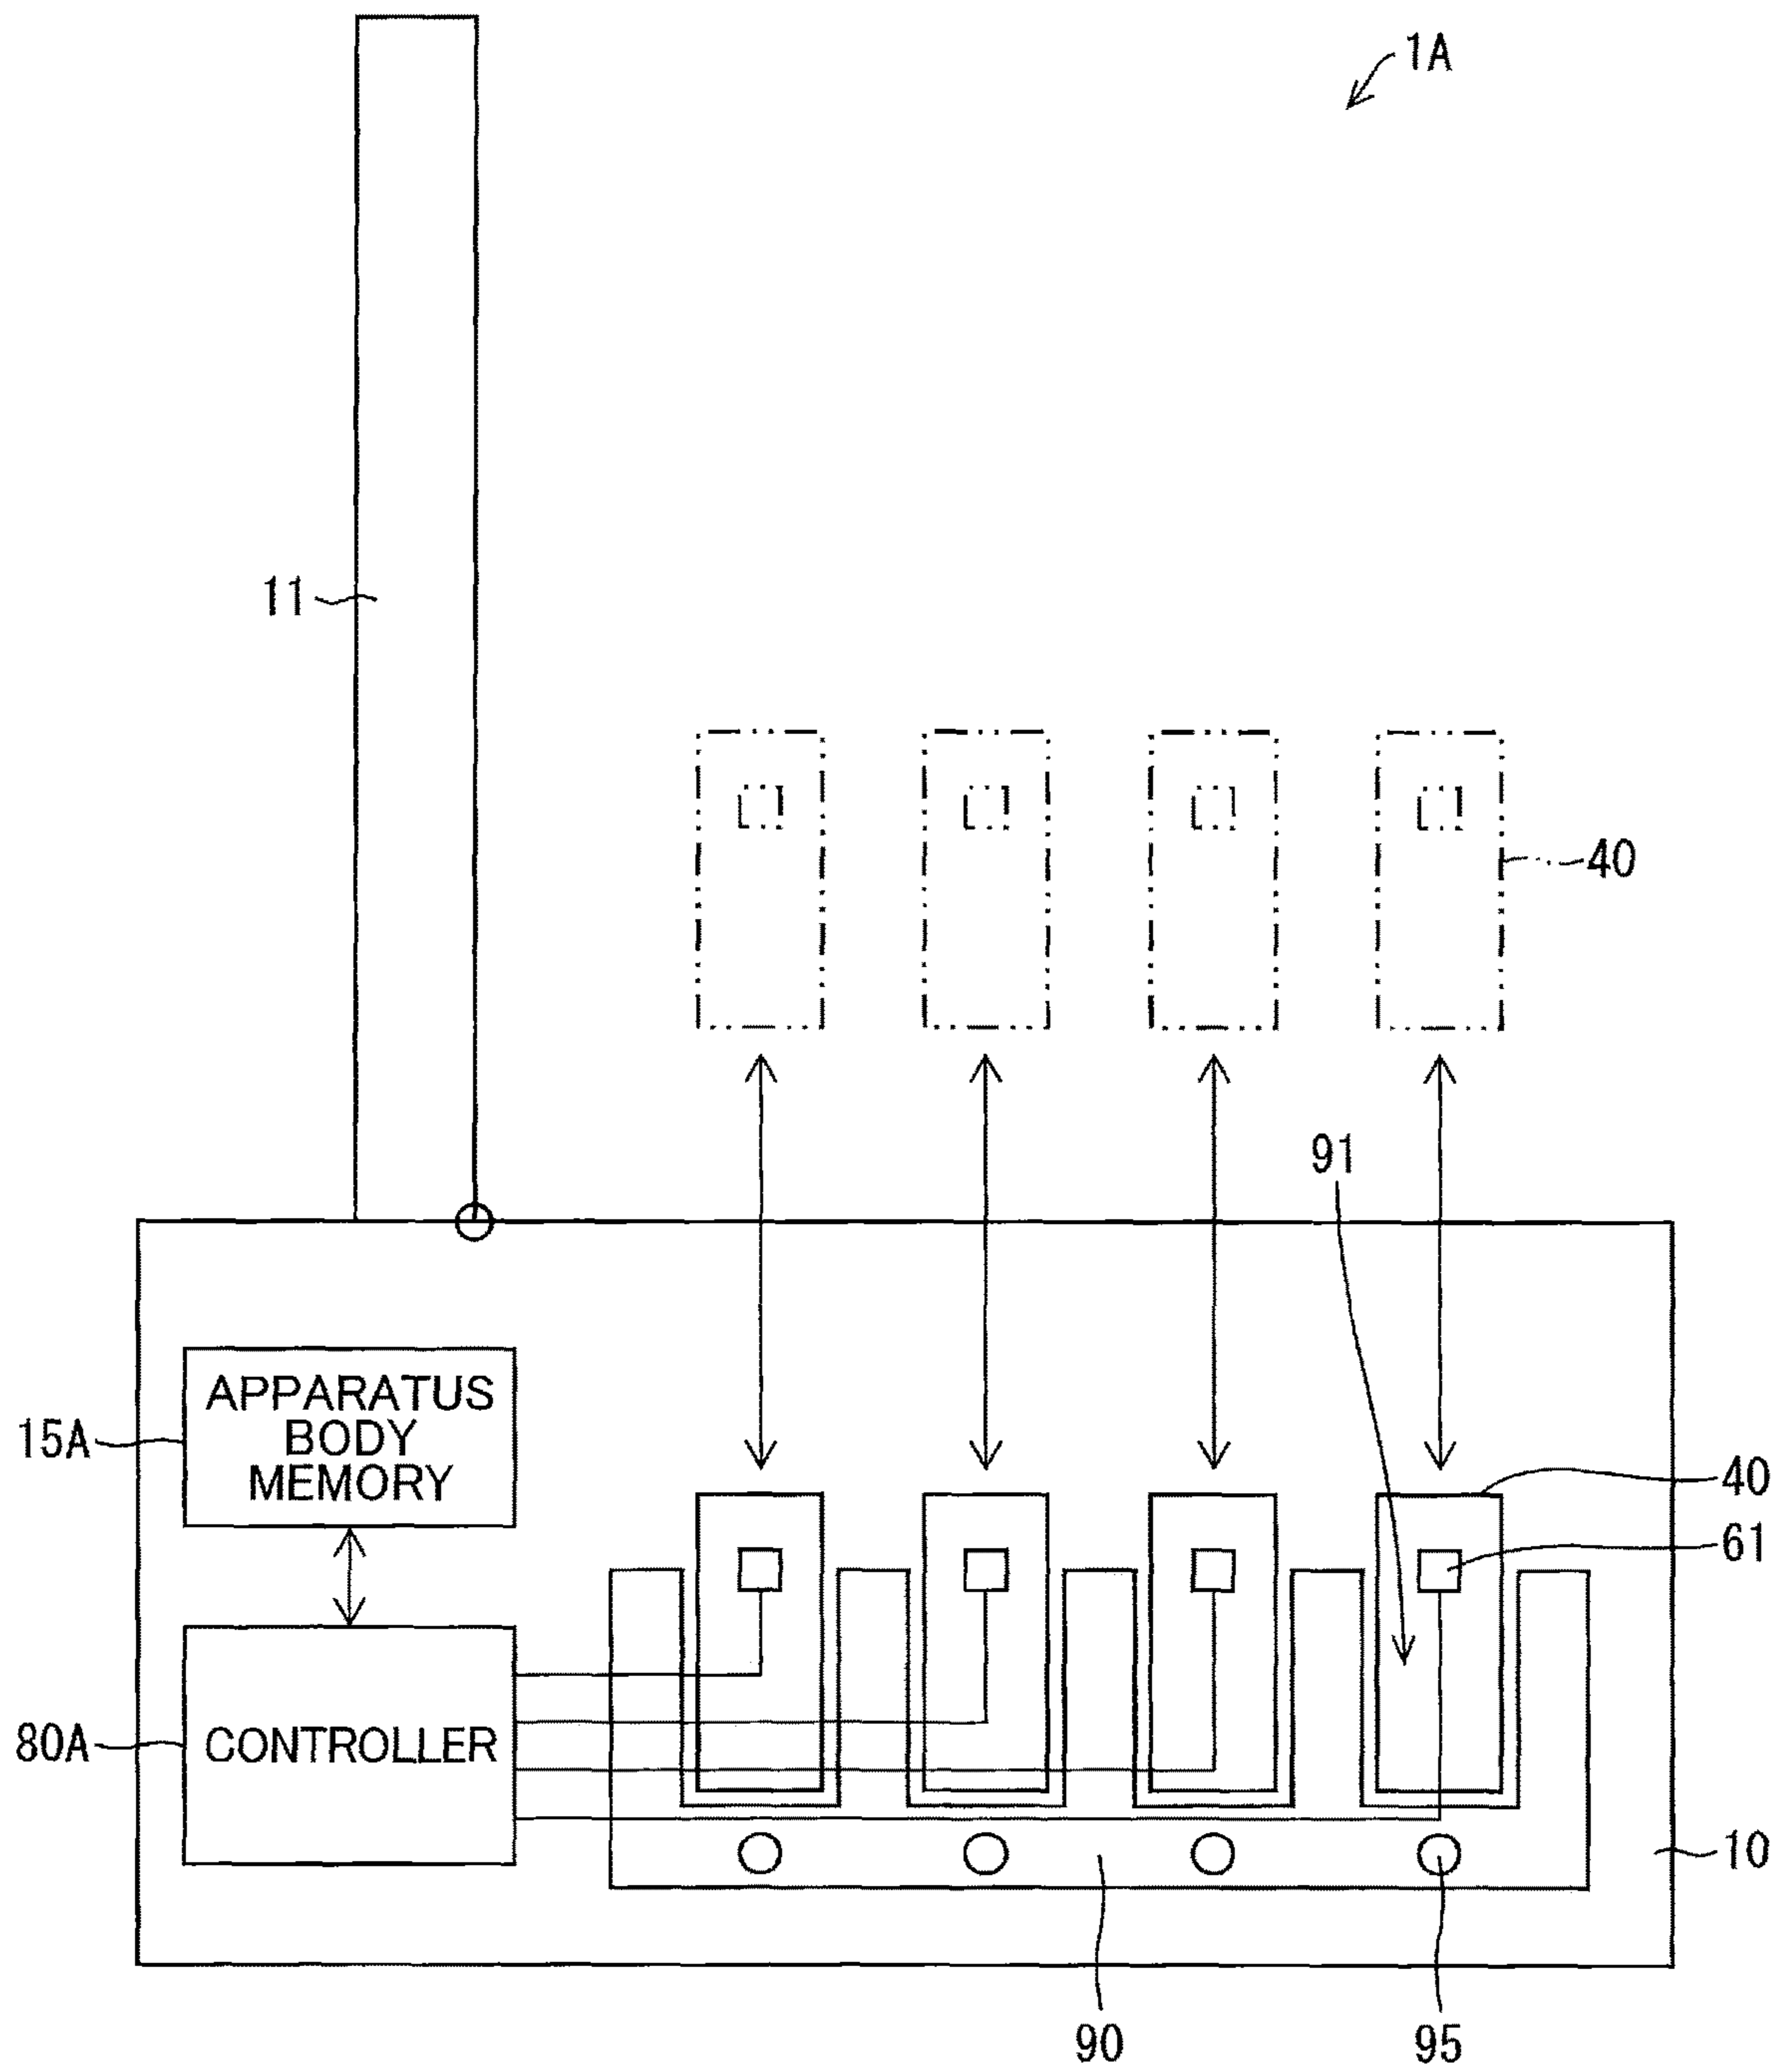 1A
11
40
91
APPARATUS
BODY
MEMORY
15A
40
61
CONTROLLER
80A
10
90
95